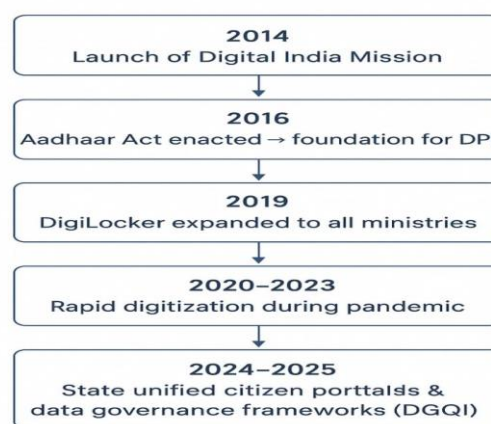 2014
Launch of Digital India Mission
2016
Aadhaar Act enacted → foundation for DP
2019
DigiLocker expanded to all ministries
2020–2023
Rapid digitization during pandemic
2024–2025
State unified citizen porttalds &
data governance frameworks (DGQI)